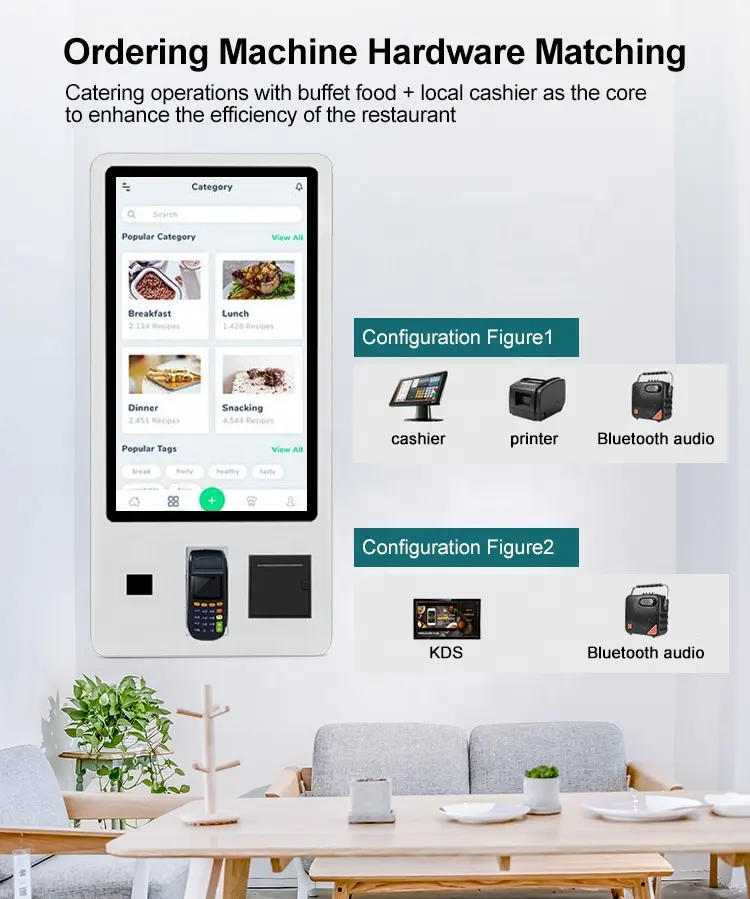 Ordering Machine Hardware Matching
Catering operations with buffet food + local cashier as the core
to enhance the efficiency of the restaurant
Category
Search
Popular Category
View All
Breakfast
Lunch
2.134 Recipes
1.428 Recipes
Dinner
Snacking
2.451 Recipes
4.544 Recipes
Popular Tags
View All
bread
fruity
healthy
tasty
Configuration Figure1
cashier
printer
Bluetooth audio
Configuration Figure2
KDS
Bluetooth audio